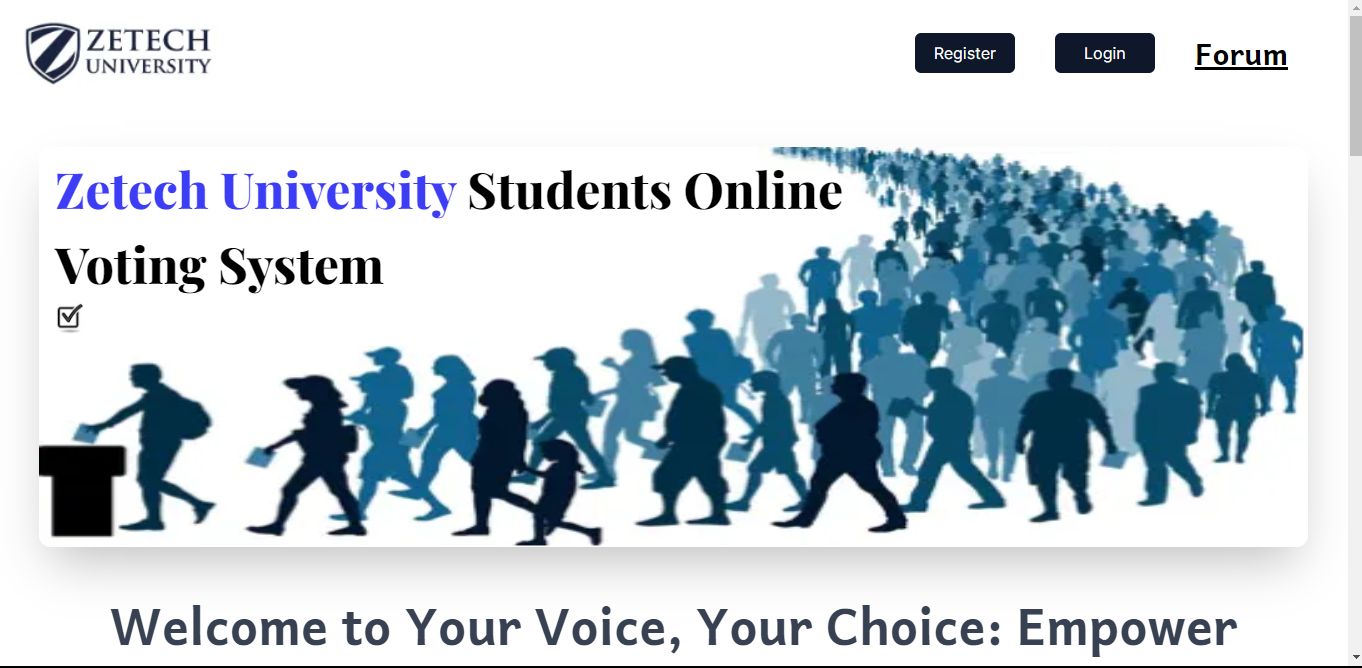 ZETECH
UNIVERSITY
Register
Login
Forum
Zetech University Students Online
Voting System
Welcome to Your Voice, Your Choice: Empower